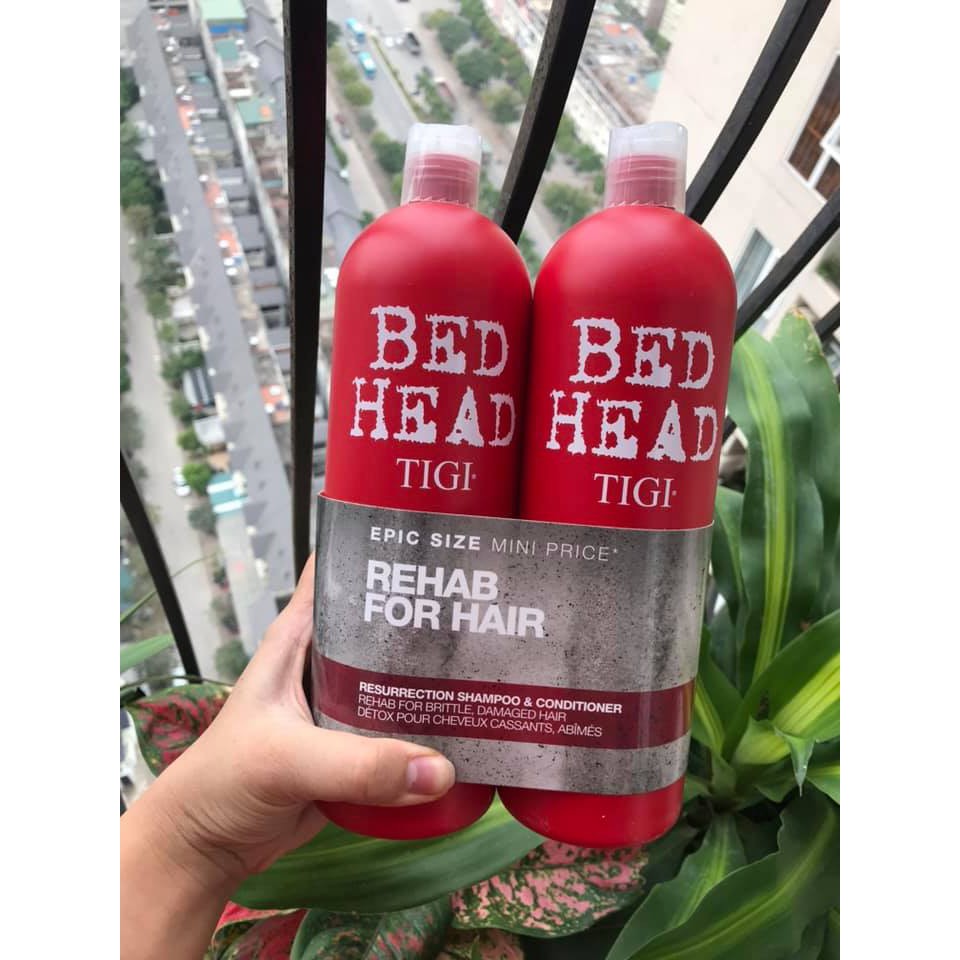 BED
HEAD
TIGI®
BED
HEAD
TIGI®
EPIC SIZE MINI PRICE*
REHAB
FOR HAIR
RESURRECTION SHAMPOO & CONDITIONER
REHAB FOR BRITTLE, DAMAGED HAIR
DÉTOX POUR CHEVEUX CASSANTS, ABÎMÉS